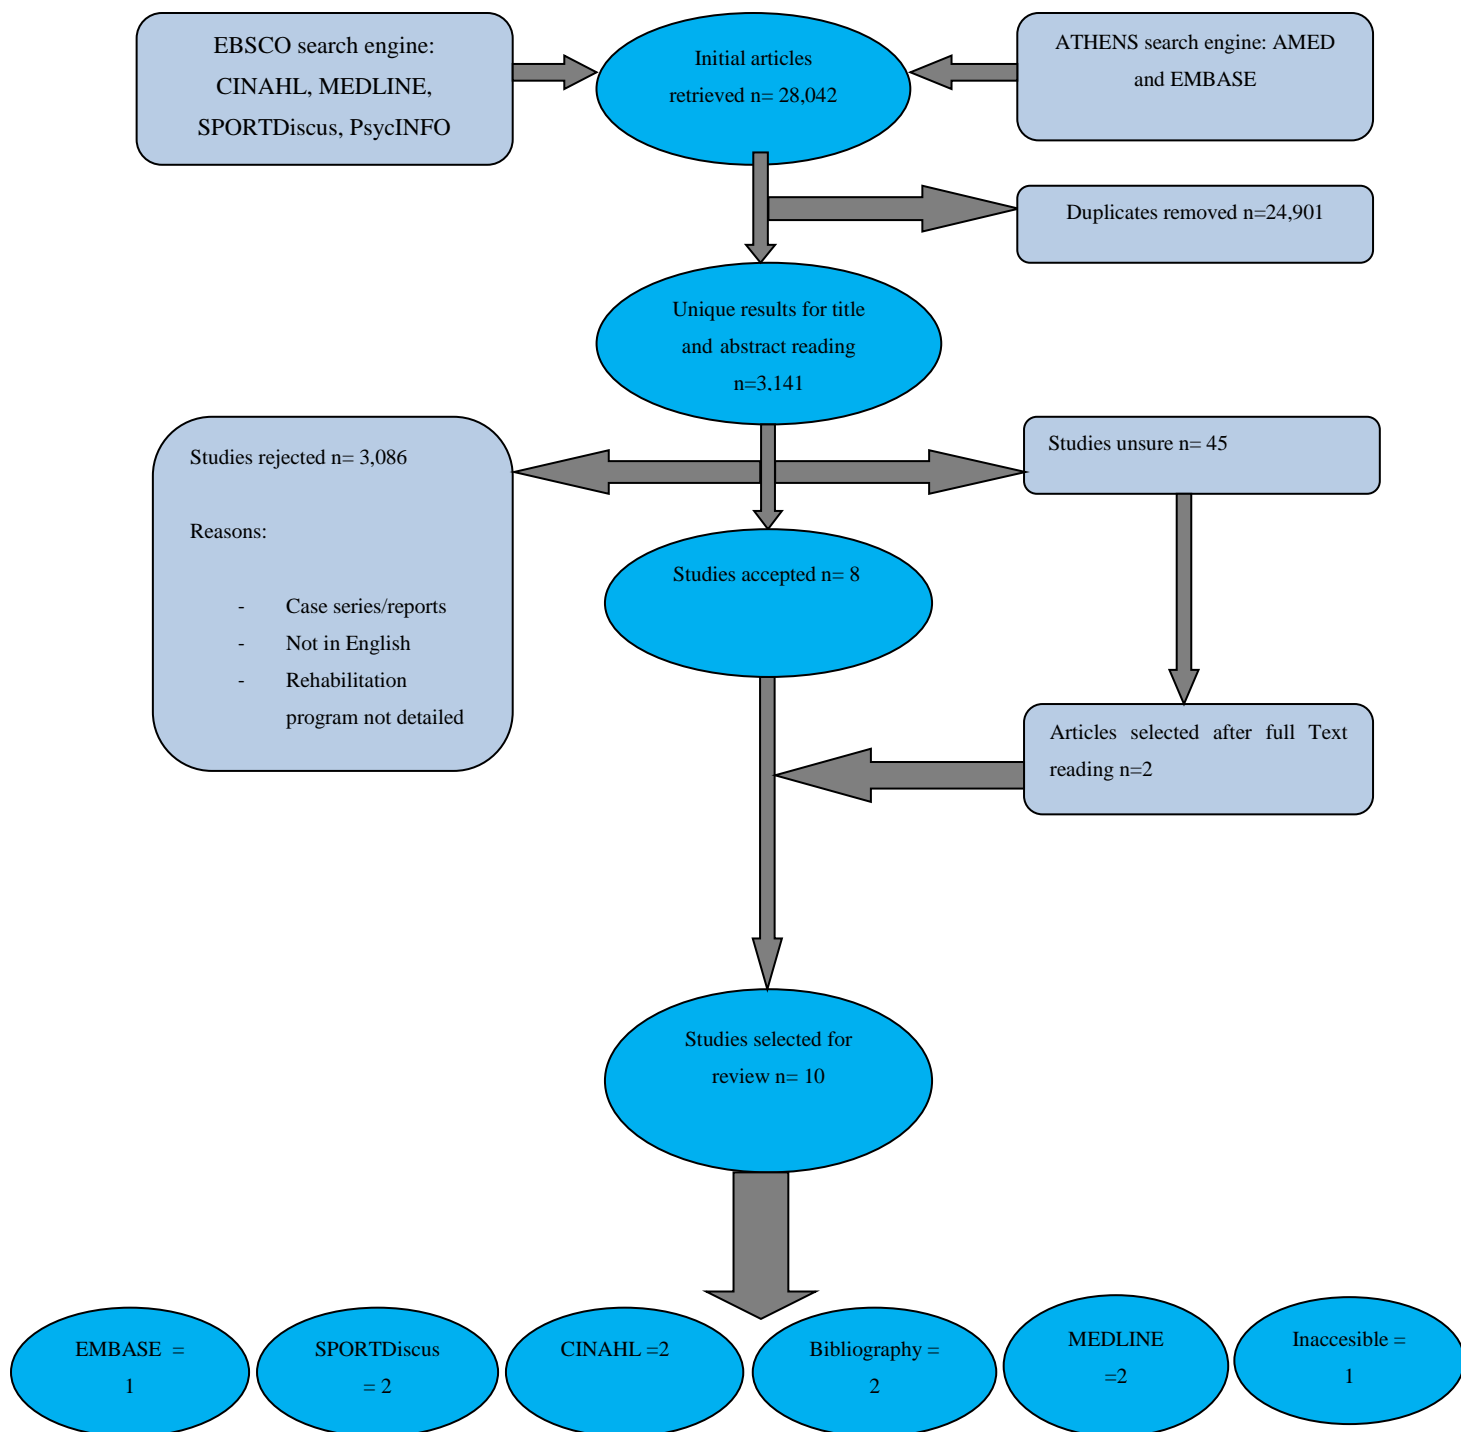 EBSCO search engine:
CINAHL, MEDLINE,
SPORTDiscus, PsycINFO
Initial articles
retrieved n= 28,042
ATHENS search engine: AMED
and EMBASE
Duplicates removed n=24,901
Unique results for title
and abstract reading
n=3,141
Studies rejected n= 3,086
Reasons:
- Case series/reports
- Not in English
- Rehabilitation
program not detailed
Studies unsure n= 45
Studies accepted n= 8
Articles selected after full Text
reading n=2
Studies selected for
review n= 10
EMBASE =
1
SPORTDiscus
= 2
CINAHL =2
Bibliography =
2
MEDLINE
=2
Inaccesible =
1